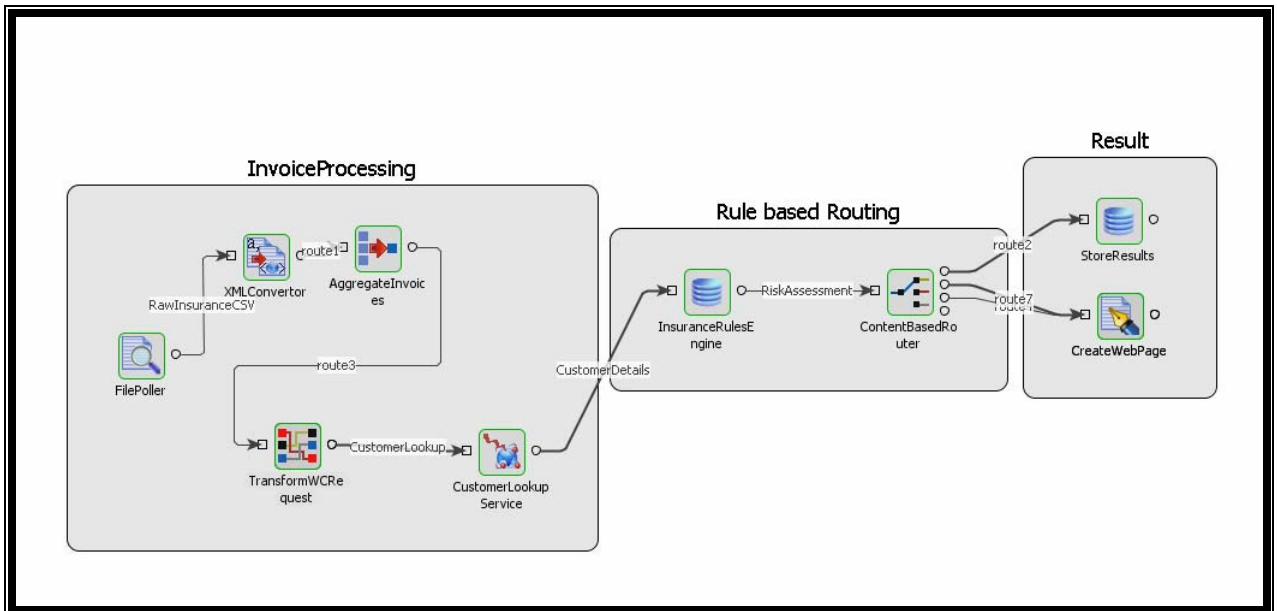 Result
InvoiceProcessing
Rule based Routing
a,
route1
XMLConvertor
AggregateInvoic
es
RawInsuranceCSV
FilePoller
route3
TransformWCRe
quest
CustomerLookup
CustomerLookup
Service
CustomerDetails
InsuranceRulesE
ngine
RiskAssessment
ContentBasedRo
uter
route2
route7
StoreResults
CreateWebPage